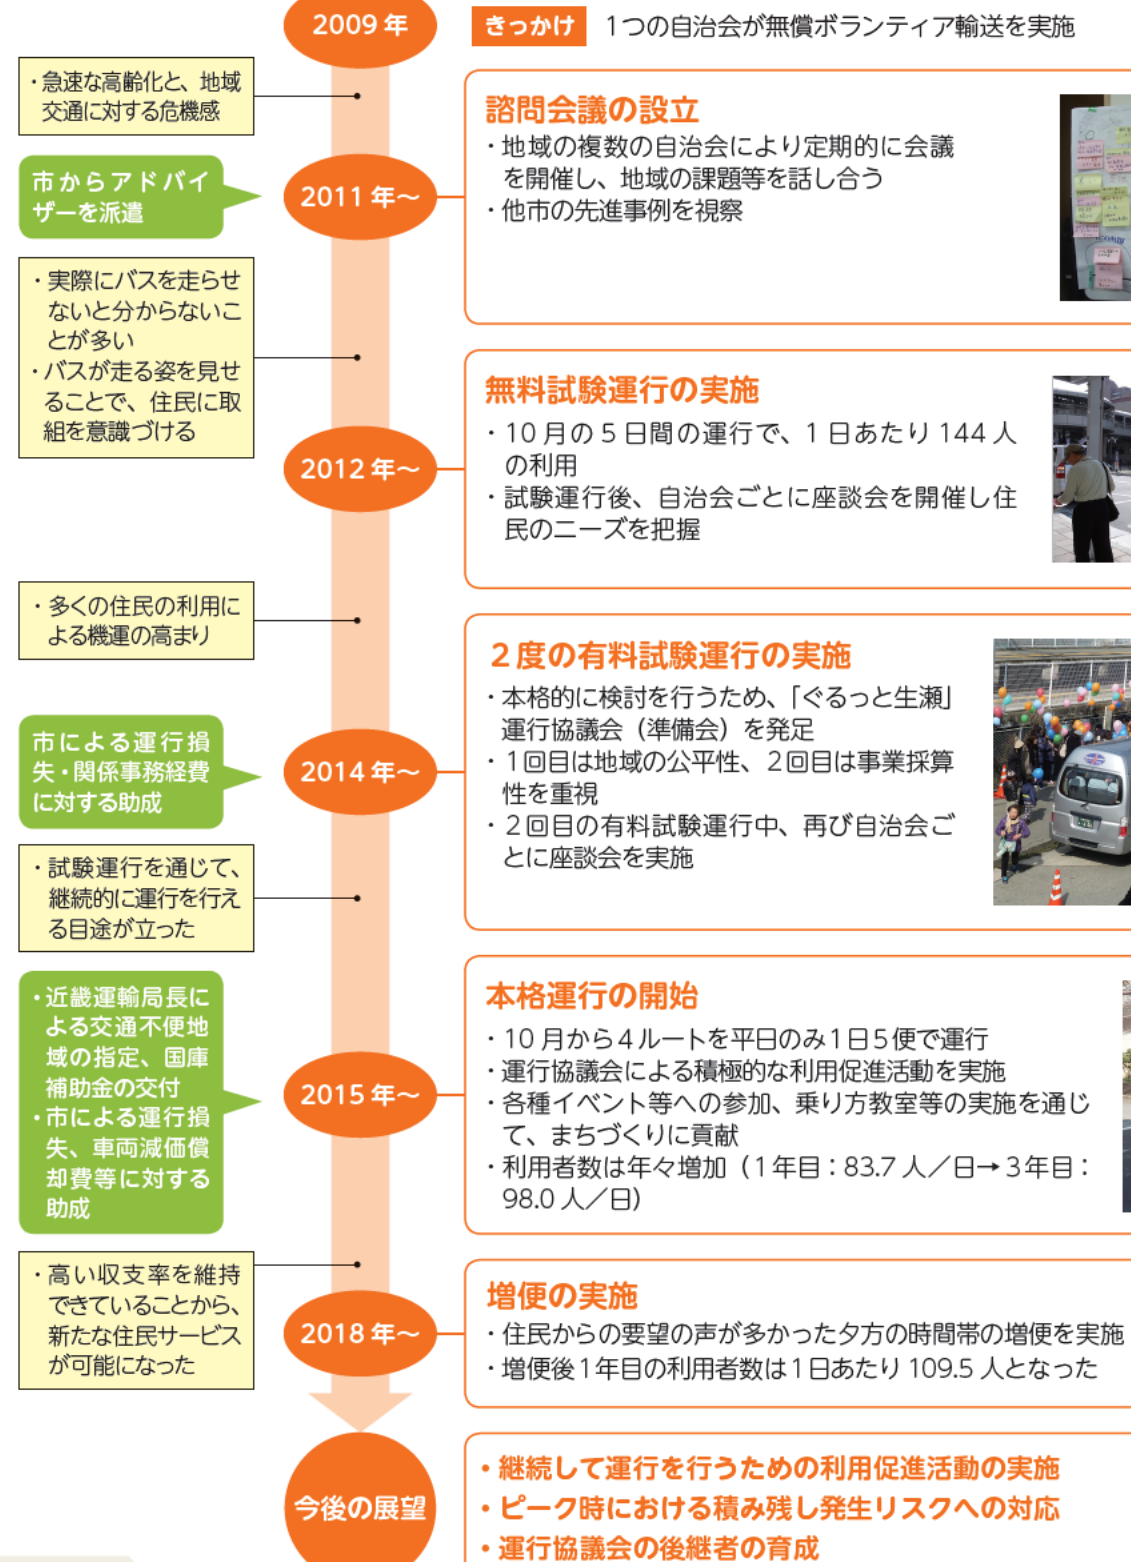 2009年
きっかけ 1つの自治会が無償ボランティア輸送を実施
・急速な高齢化と、地域
交通に対する危機感
諮問会議の設立
・地域の複数の自治会により定期的に会議
を開催し、地域の課題等を話し合う
・他市の先進事例を視察
市からアドバイ
ザーを派遣
2011年〜
・実際にバスを走らせ
ないと分からないこ
とが多い
・バスが走る姿を見せ
ることで、住民に取
組を意識づける
無料試験運行の実施
・10月の5日間の運行で、1日あたり144人
の利用
・試験運行後、自治会ごとに座談会を開催し住
民のニーズを把握
2012年〜
・多くの住民の利用に
よる機運の高まり
2度の有料試験運行の実施
・本格的に検討を行うため、「ぐるっと生瀬」
運行協議会（準備会）を発足
・1回目は地域の公平性、2回目は事業採算
性を重視
・2回目の有料試験運行中、再び自治会ご
とに座談会を実施
市による運行損
失・関係事務経費
に対する助成
2014年〜
・試験運行を通じて、
継続的に運行を行え
る目途が立った
本格運行の開始
・10月から4ルートを平日のみ1日5便で運行
・運行協議会による積極的な利用促進活動を実施
・各種イベント等への参加、乗り方教室等の実施を通じ
て、まちづくりに貢献
・利用者数は年々増加（1年目：83.7人／日→3年目：
98.0人／日）
・近畿運輸局長に
よる交通不便地
域の指定、国庫
補助金の交付
・市による運行損
失、車両減価償
却費等に対する
助成
2015年〜
・高い収支率を維持
できていることから、
新たな住民サービス
が可能になった
増便の実施
・住民からの要望の声が多かった夕方の時間帯の増便を実施
・増便後1年目の利用者数は1日あたり109.5人となった
2018年〜
今後の展望
・継続して運行を行うための利用促進活動の実施
・ピーク時における積み残し発生リスクへの対応
・運行協議会の後継者の育成